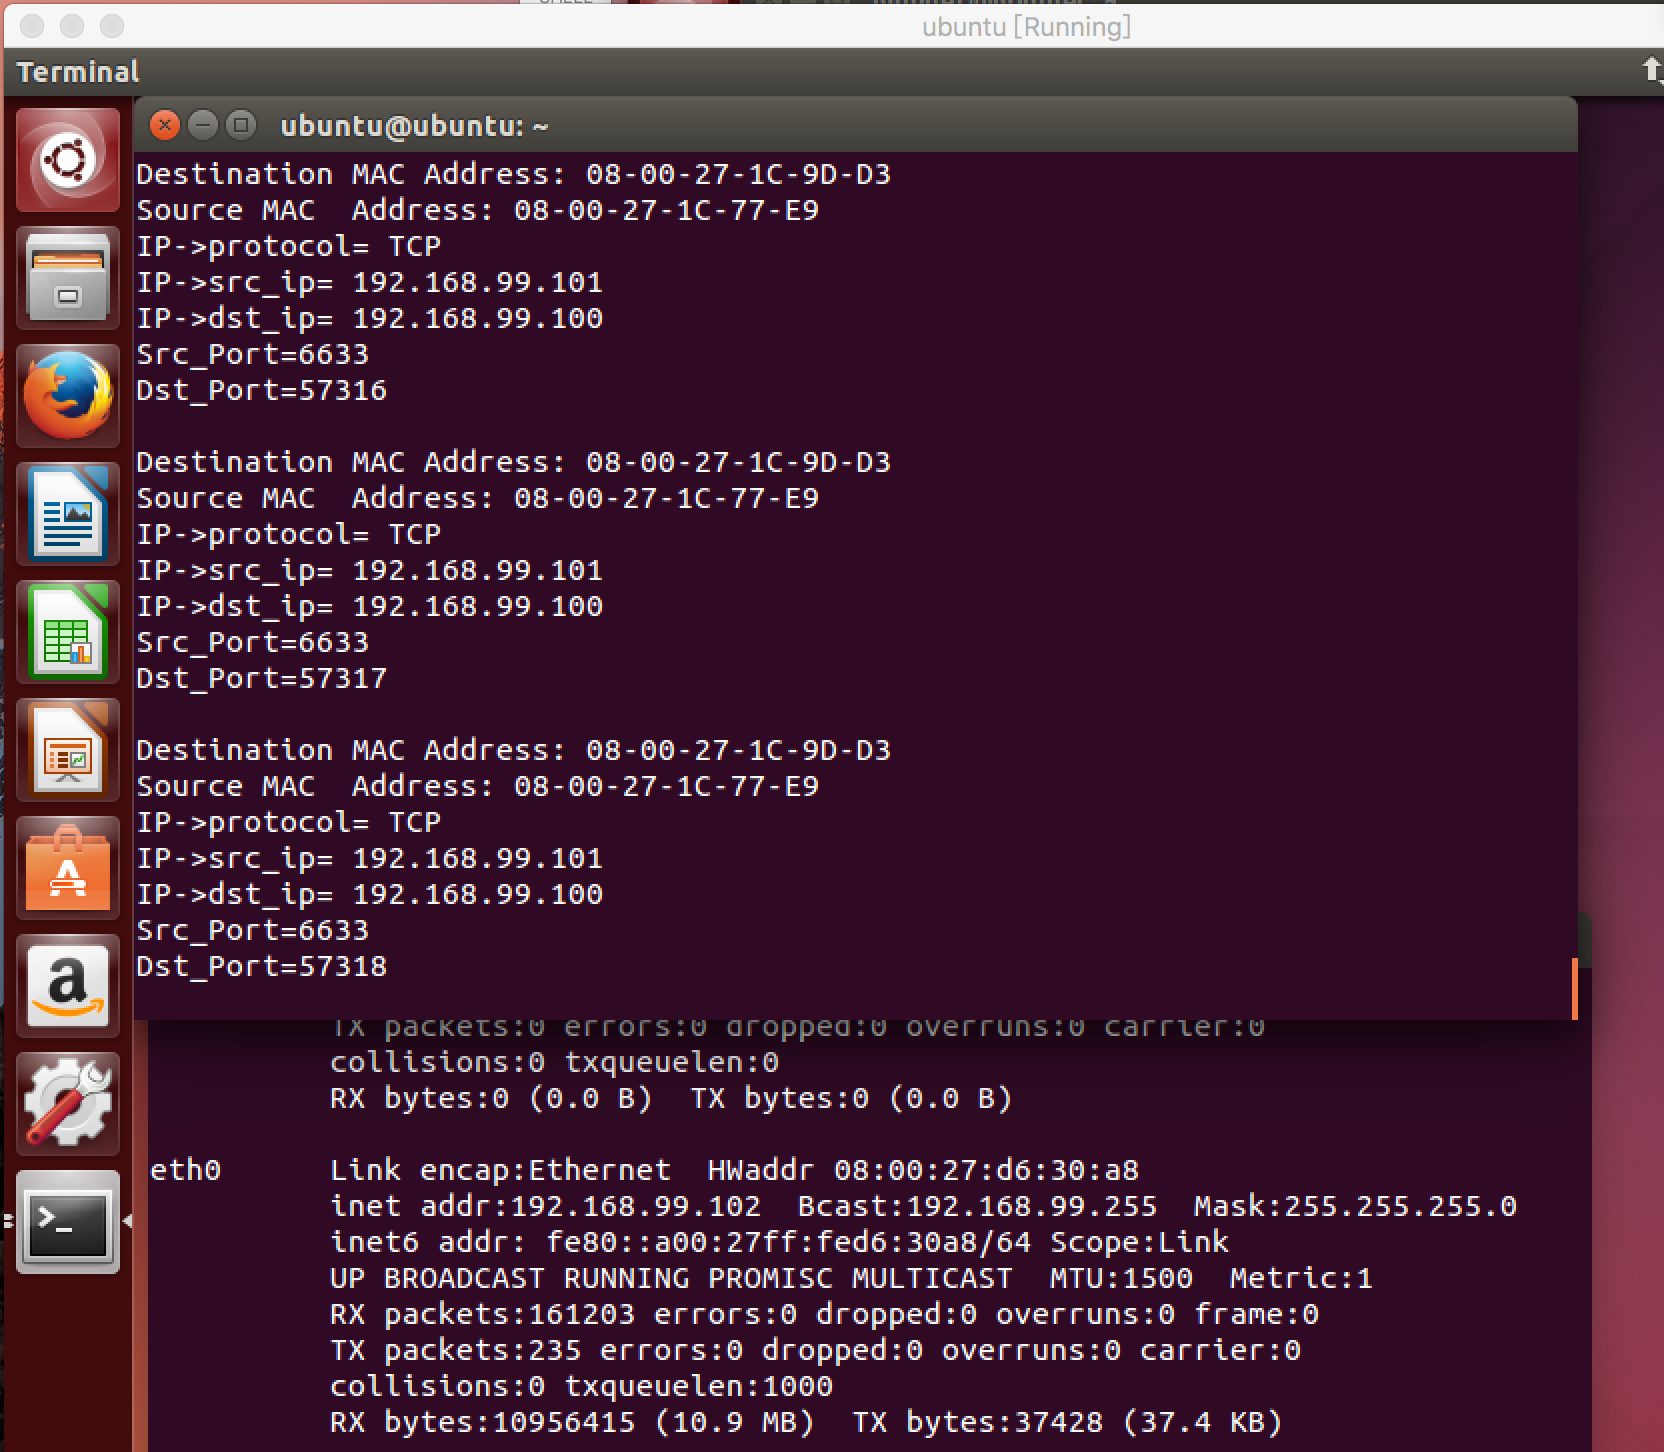 ubuntu [Running]
Terminal
ubuntu@ubuntu: ~
Destination MAC Address: 08-00-27-1C-9D-D3
Source MAC  Address: 08-00-27-1C-77-E9
IP->protocol= TCP
IP->src_ip= 192.168.99.101
IP->dst_ip= 192.168.99.100
Src_Port=6633
Dst_Port=57316
Destination MAC Address: 08-00-27-1C-9D-D3
Source MAC  Address: 08-00-27-1C-77-E9
IP->protocol= TCP
IP->src_ip= 192.168.99.101
IP->dst_ip= 192.168.99.100
Src_Port=6633
Dst_Port=57317
Destination MAC Address: 08-00-27-1C-9D-D3
Source MAC  Address: 08-00-27-1C-77-E9
IP->protocol= TCP
IP->src_ip= 192.168.99.101
IP->dst_ip= 192.168.99.100
Src_Port=6633
Dst_Port=57318
TX packets:0 errors:0 dropped:0 overruns:0 carrier:0
collisions:0 txqueuelen:0
RX bytes:0 (0.0 B)  TX bytes:0 (0.0 B)
eth0      Link encap:Ethernet  HWaddr 08:00:27:d6:30:a8
inet addr:192.168.99.102  Bcast:192.168.99.255  Mask:255.255.255.0
inet6 addr: fe80::a00:27ff:fed6:30a8/64 Scope:Link
UP BROADCAST RUNNING PROMISC MULTICAST  MTU:1500  Metric:1
RX packets:161203 errors:0 dropped:0 overruns:0 frame:0
TX packets:235 errors:0 dropped:0 overruns:0 carrier:0
collisions:0 txqueuelen:1000
RX bytes:10956415 (10.9 MB)  TX bytes:37428 (37.4 KB)